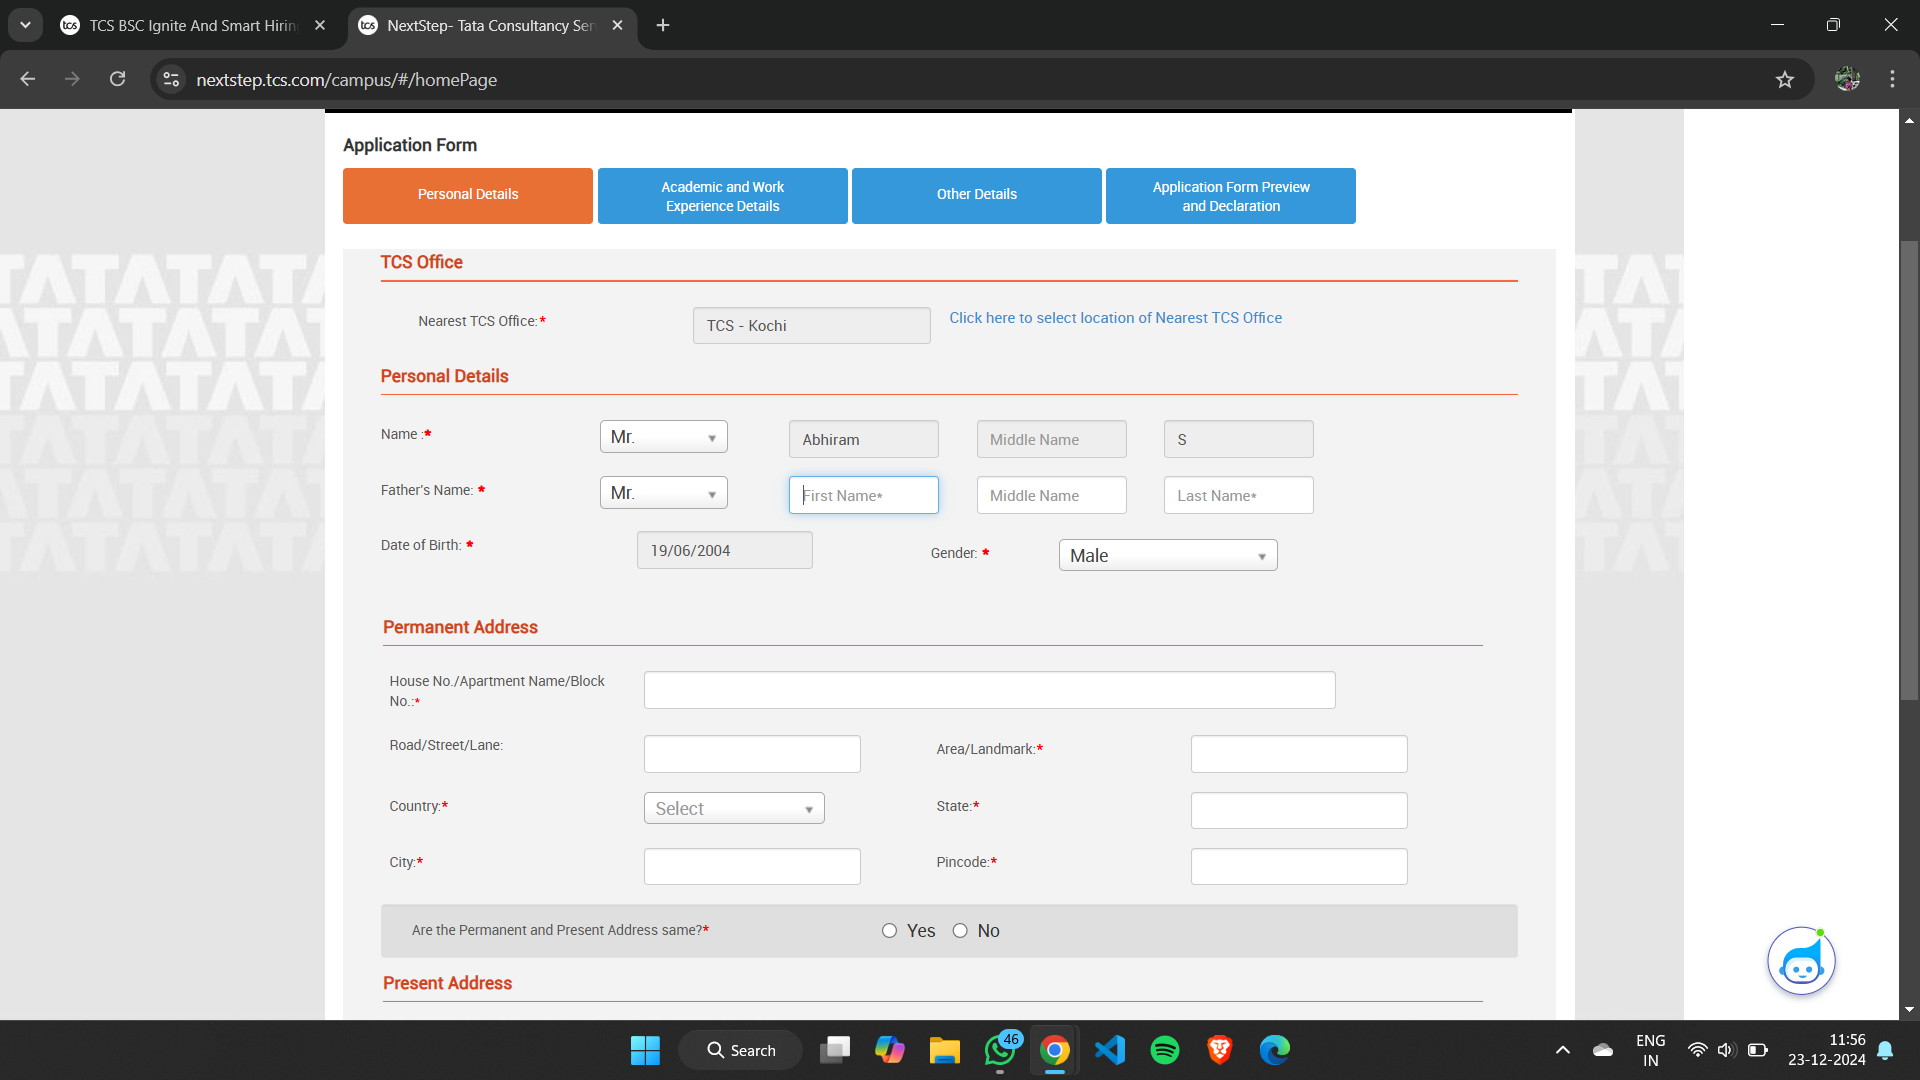 TCS BSC Ignite And Smart Hirin
NextStep- Tata Consultancy Ser
nextstep.tcs.com/campus/#/homePage
Application Form
Personal Details
Academic and Work
Experience Details
Other Details
Application Form Preview
and Declaration
TCS Office
Nearest TCS Office:*
TCS - Kochi
Click here to select location of Nearest TCS Office
Personal Details
Name :*
Mr.
Abhiram
Middle Name
S
Father's Name: *
Mr.
First Name*
Middle Name
Last Name*
Date of Birth: *
19/06/2004
Gender: *
Male
Permanent Address
House No./Apartment Name/Block
No.:*
Road/Street/Lane:
Area/Landmark:*
Country:*
Select
State:*
City:*
Pincode:*
Are the Permanent and Present Address same?*
Yes
No
Present Address
Search
46
ENG
IN
11:56
23-12-2024